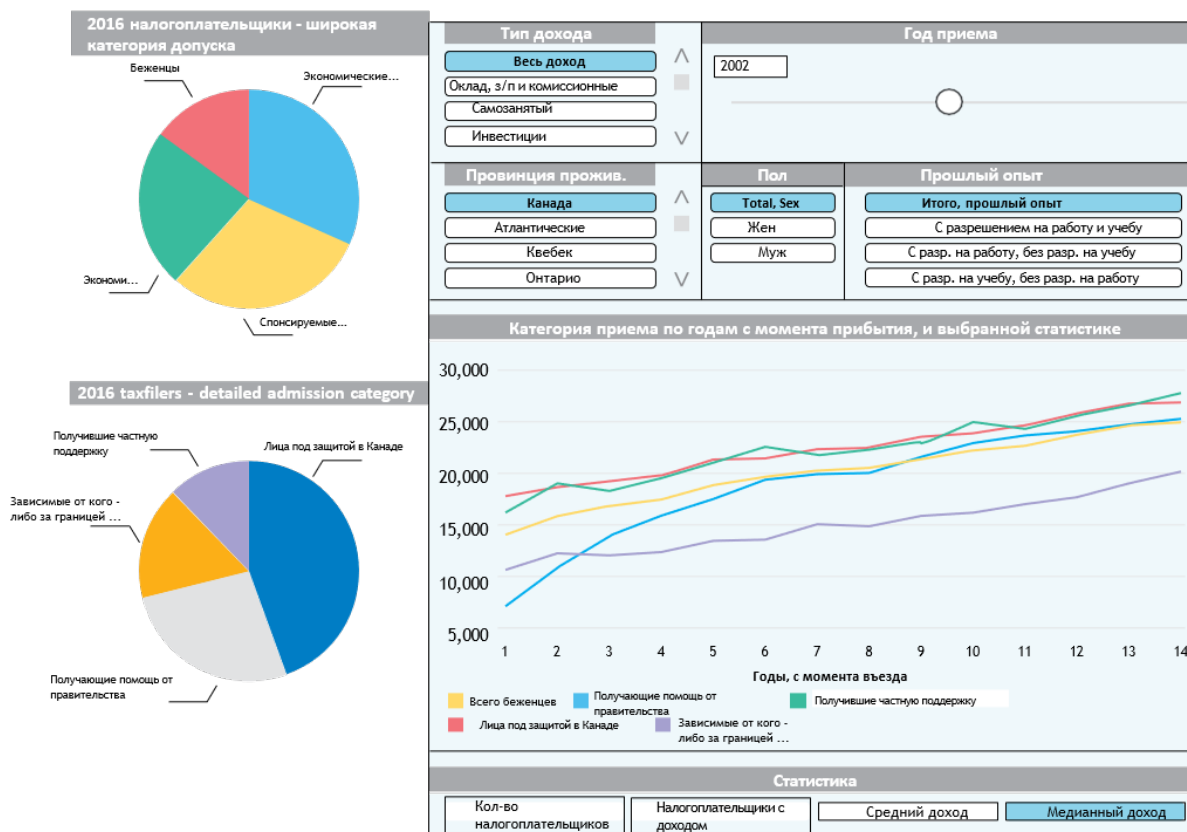 2016 налогоплательщики - широкая
категория допуска
Беженцы
Экономические...
Экономи...
Спонсируемые...
2016 taxfilers - detailed admission category
Получившие частную
поддержку
Лица под защитой в Канаде
Зависимые от кого -
либо за границей ...
Получающие помощь от
правительства
Тип дохода
Весь доход
Оклад, з/п и комиссионные
Самозанятый
Инвестиции
Год приема
2002
Провинция прожив.
Канада
Атлантические
Квебек
Онтарио
Пол
Total, Sex
Жен
Муж
Прошлый опыт
Итого, прошлый опыт
С разрешением на работу и учебу
С разр. на работу, без разр. на учебу
С разр. на учебу, без разр. на работу
Категория приема по годам с момента прибытия, и выбранной статистике
30,000
25,000
20,000
15,000
10,000
5,000
1 2 3 4 5 6 7 8 9 10 11 12 13 14
Годы, с момента въезда
Всего беженцев
Получающие помощь от
правительства
Получившие частную поддержку
Лица под защитой в Канаде
Зависимые от кого -
либо за границей ...
Статистика
Кол-во
налогоплательщиков
Налогоплательщики с
доходом
Средний доход
Медианный доход